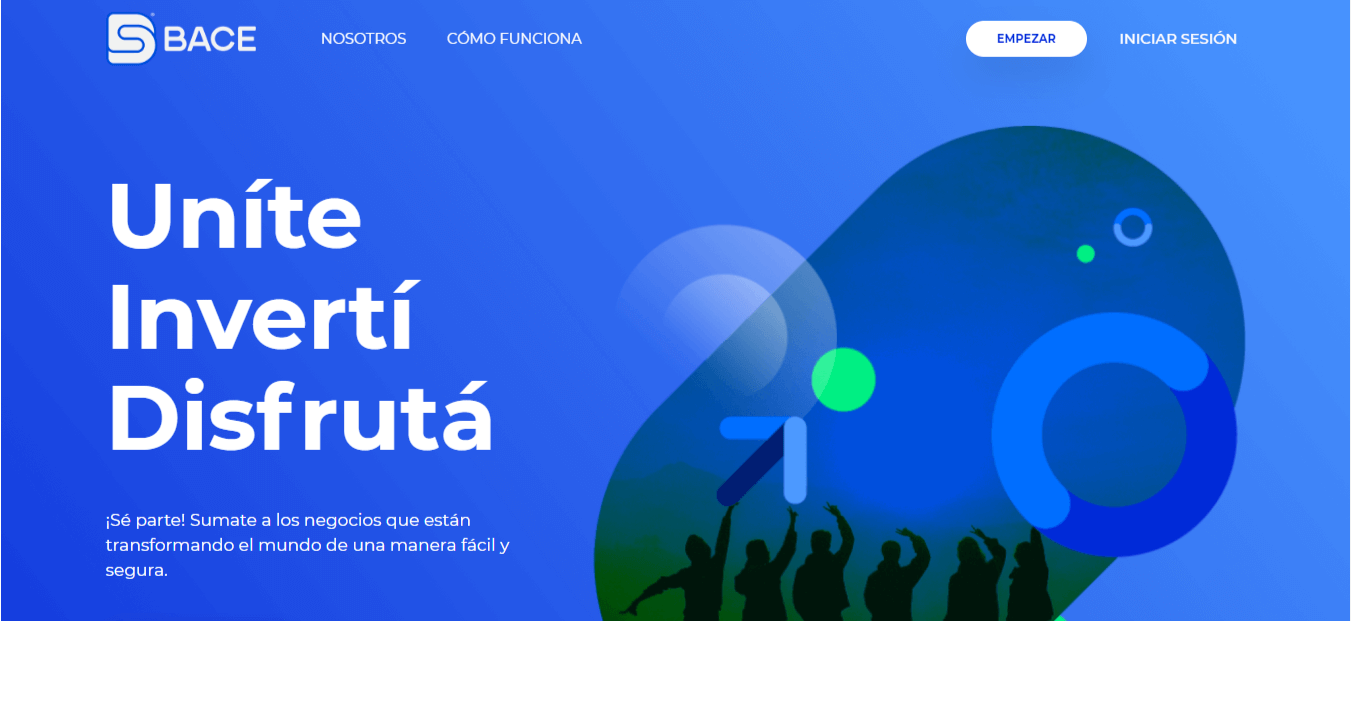 BACE
NOSOTROS
CÓMO FUNCIONA
EMPEZAR
INICIAR SESIÓN
Uníte
Invertí
Disfrutá
¡Sé parte! Sumate a los negocios que están
transformando el mundo de una manera fácil y
segura.